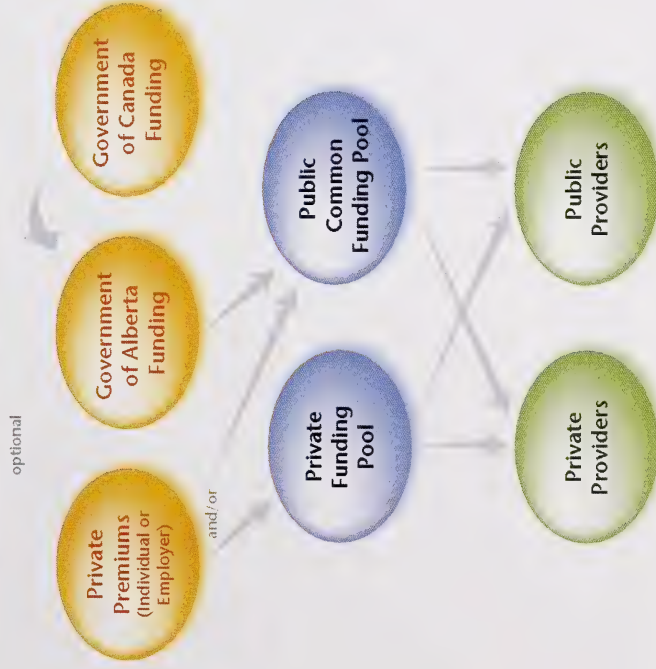 optional
Private
Premiums
(Individual or
Employer)
Government
of Alberta
Funding
Government
of Canada
Funding
and/or
Private
Funding
Pool
Public
Common
Funding Pool
Private
Providers
Public
Providers